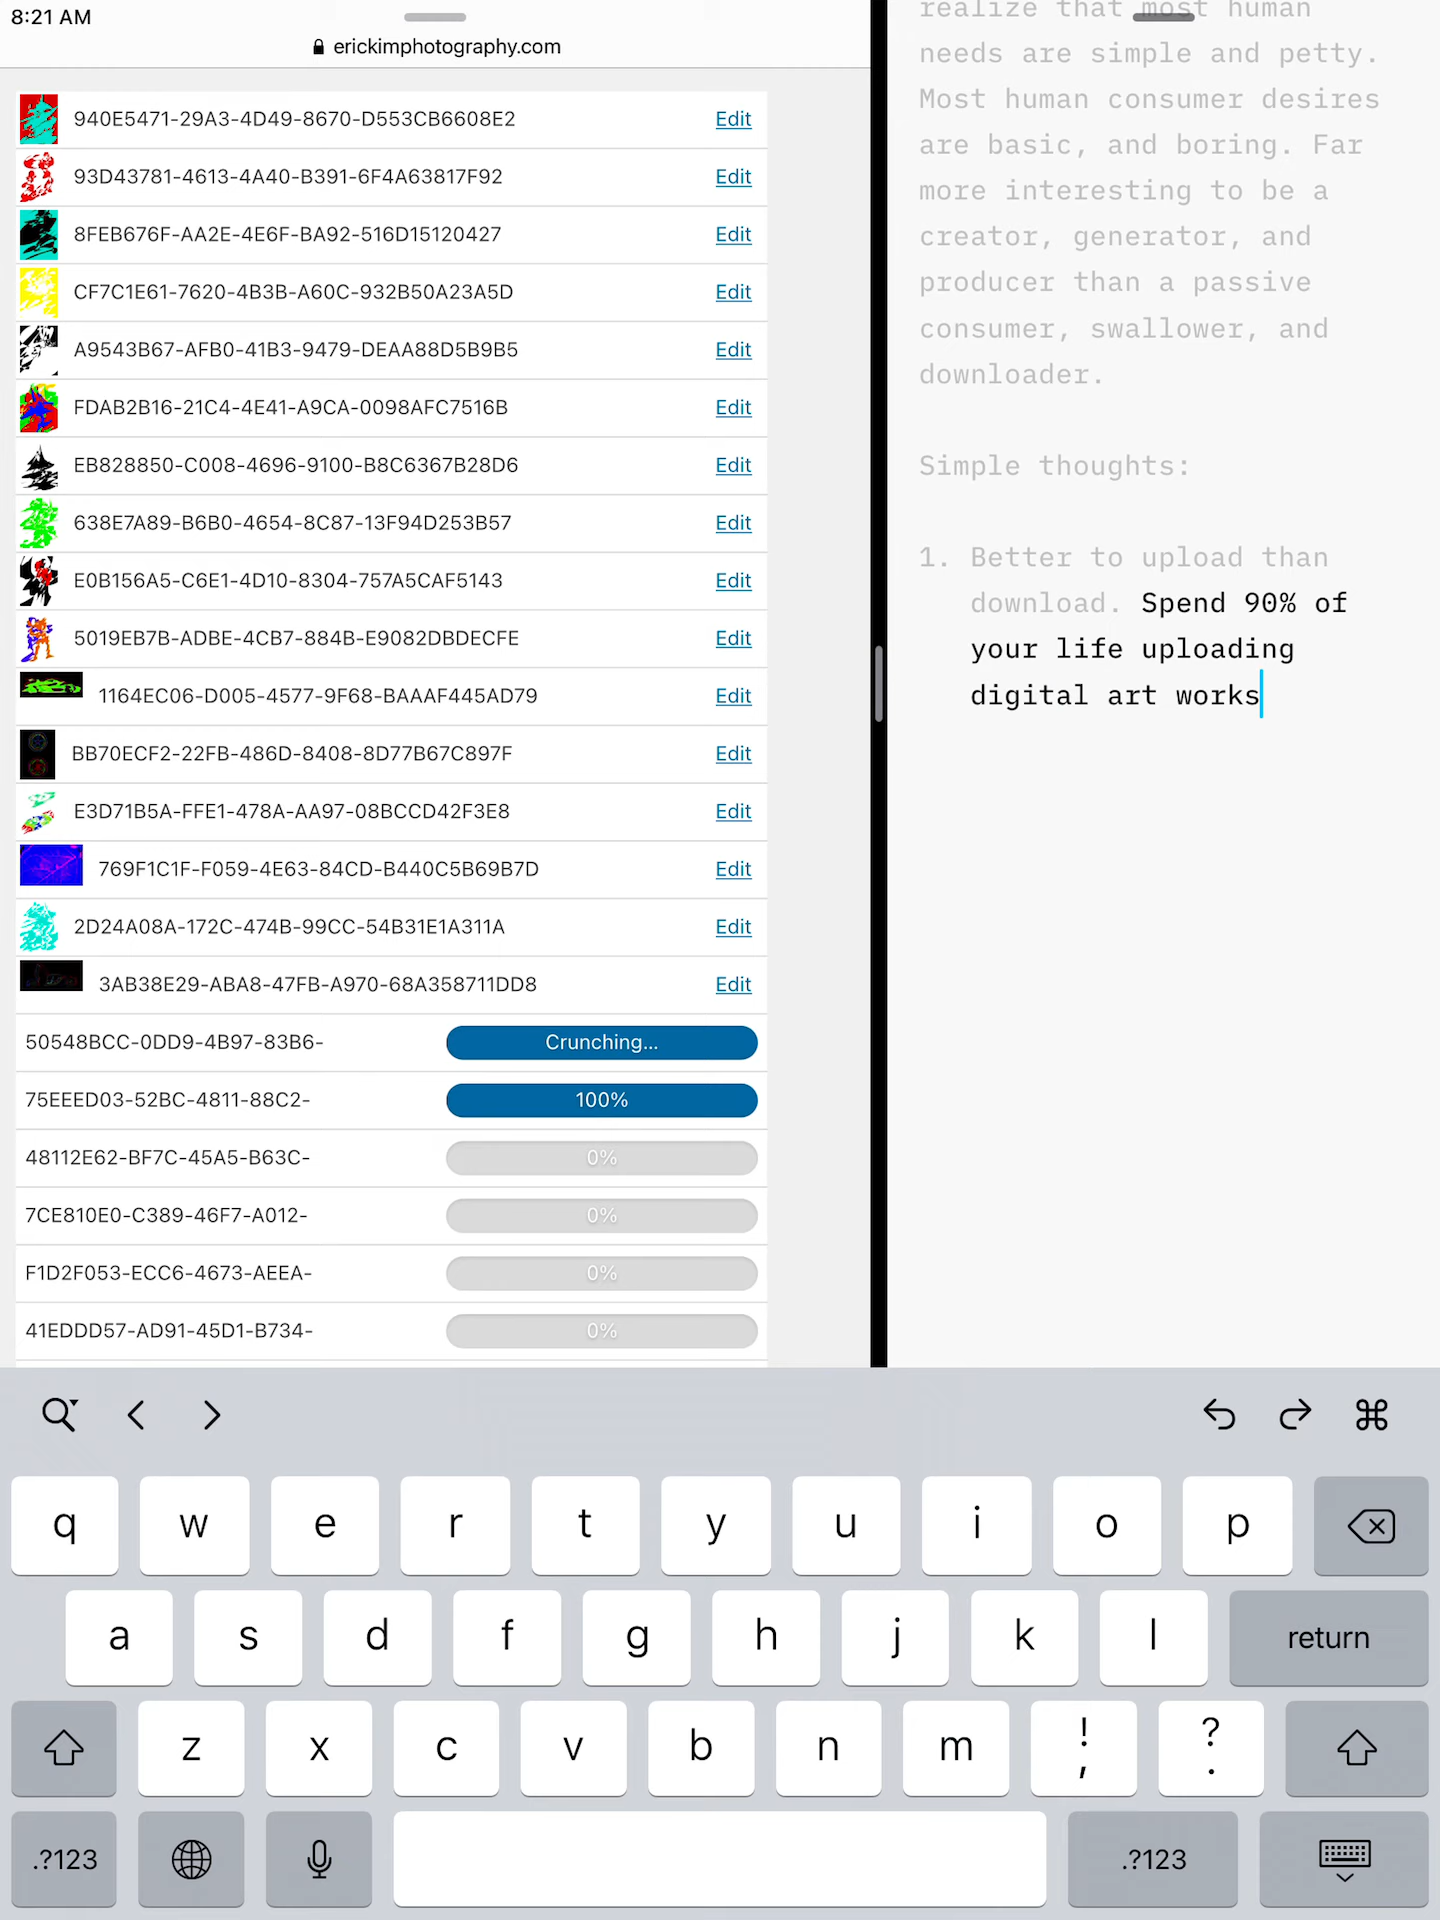 8:21 AM
erickimphotography.com
940E5471-29A3-4D49-8670-D553CB6608E2 Edit
93D43781-4613-4A40-B391-6F4A63817F92 Edit
8FEB676F-AA2E-4E6F-BA92-516D15120427 Edit
CF7C1E61-7620-4B3B-A60C-932B50A23A5D Edit
A9543B67-AFB0-41B3-9479-DEAA88D5B9B5 Edit
FDAB2B16-21C4-4E41-A9CA-0098AFC7516B Edit
EB828850-C008-4696-9100-B8C6367B28D6 Edit
638E7A89-B6B0-4654-8C87-13F94D253B57 Edit
E0B156A5-C6E1-4D10-8304-757A5CAF5143 Edit
5019EB7B-ADBE-4CB7-884B-E9082DBDECFE Edit
1164EC06-D005-4577-9F68-BAAAF445AD79 Edit
BB70ECF2-22FB-486D-8408-8D77B67C897F Edit
E3D71B5A-FFE1-478A-AA97-08BCCD42F3E8 Edit
769F1C1F-F059-4E63-84CD-B440C5B69B7D Edit
2D24A08A-172C-474B-99CC-54B31E1A311A Edit
3AB38E29-ABA8-47FB-A970-68A358711DD8 Edit
50548BCC-0DD9-4B97-83B6- Crunching...
75EEED03-52BC-4811-88C2- 100%
48112E62-BF7C-45A5-B63C- 0%
7CE810E0-C389-46F7-A012- 0%
F1D2F053-ECC6-4673-AEEA- 0%
41EDDD57-AD91-45D1-B734- 0%
realize that most human
needs are simple and petty.
Most human consumer desires
are basic, and boring. Far
more interesting to be a
creator, generator, and
producer than a passive
consumer, swallower, and
downloader.
Simple thoughts:
1. Better to upload than
download. Spend 90% of
your life uploading
digital art works
q w e r t y u i o p
a s d f g h j k l return
z x c v b n m ! , ? .
.?123 .?123